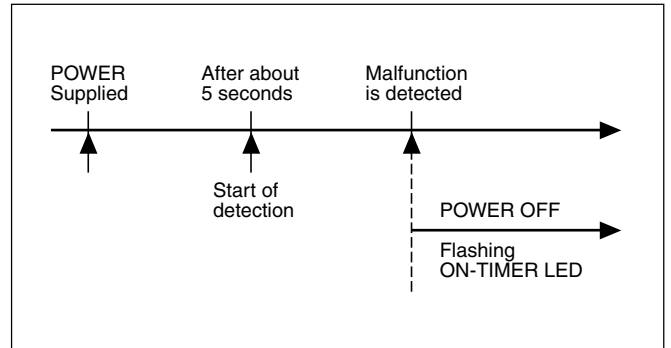 POWER
Supplied
After about
5 seconds
Malfunction
is detected
Start of
detection
POWER OFF
Flashing
ON-TIMER LED